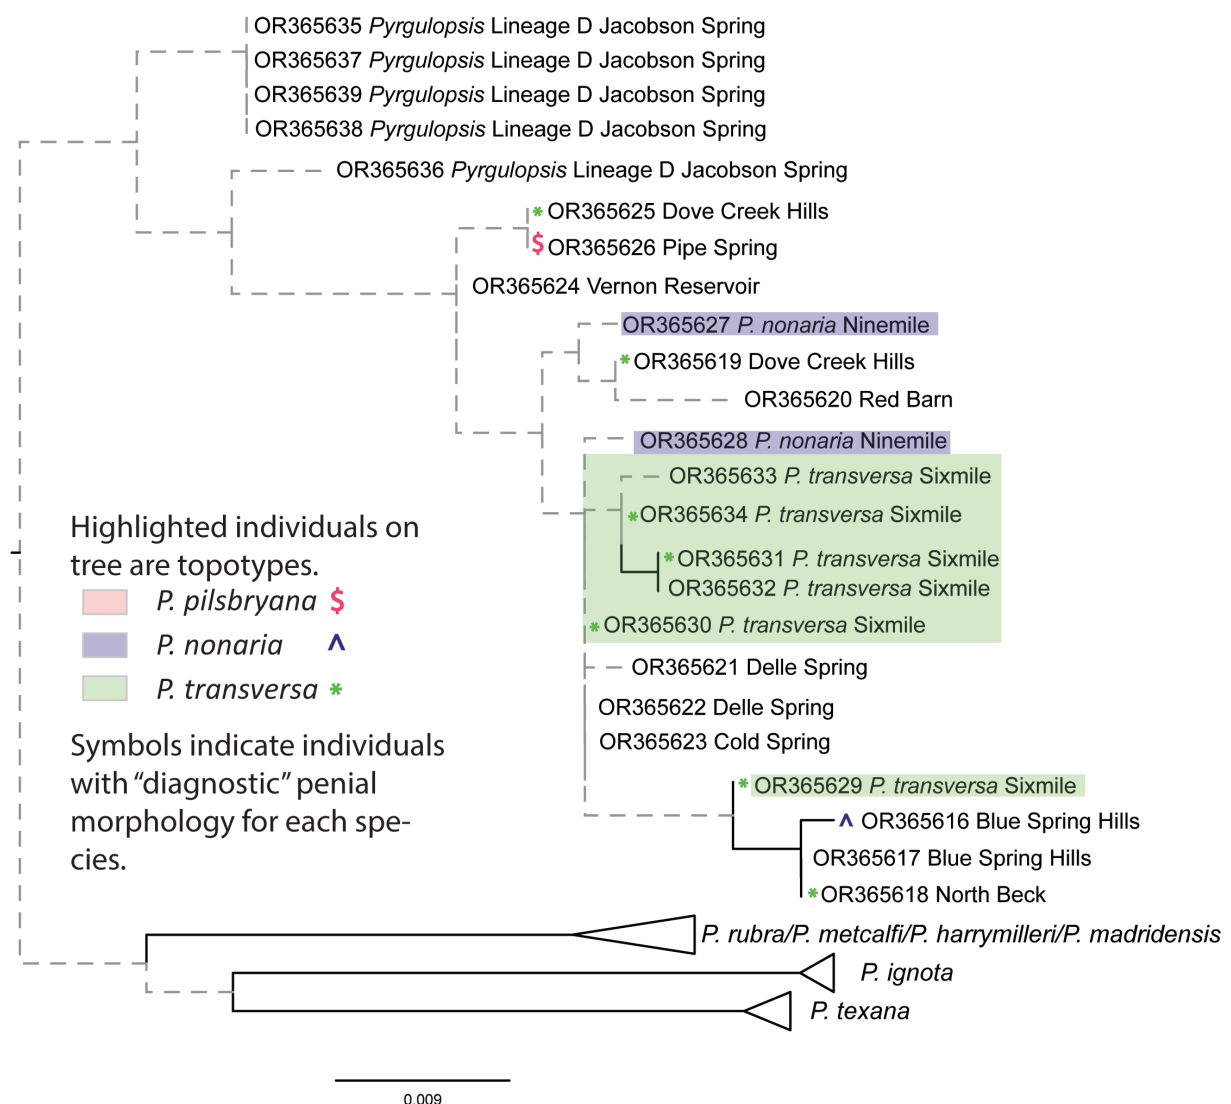 OR365635 Pyrgulopsis Lineage D Jacobson Spring
OR365637 Pyrgulopsis Lineage D Jacobson Spring
OR365639 Pyrgulopsis Lineage D Jacobson Spring
OR365638 Pyrgulopsis Lineage D Jacobson Spring
OR365636 Pyrgulopsis Lineage D Jacobson Spring
* OR365625 Dove Creek Hills
$ OR365626 Pipe Spring
OR365624 Vernon Reservoir
OR365627 P. nonaria Ninemile
* OR365619 Dove Creek Hills
OR365620 Red Barn
OR365628 P. nonaria Ninemile
OR365633 P. transversa Sixmile
* OR365634 P. transversa Sixmile
* OR365631 P. transversa Sixmile
OR365632 P. transversa Sixmile
* OR365630 P. transversa Sixmile
OR365621 Delle Spring
OR365622 Delle Spring
OR365623 Cold Spring
* OR365629 P. transversa Sixmile
^ OR365616 Blue Spring Hills
OR365617 Blue Spring Hills
* OR365618 North Beck
P. rubra/P. metcalfi/P. harrymilleri/P. madridensis
P. ignota
P. texana
Highlighted individuals on
tree are topotypes.
P. pilsbryana $
P. nonaria ^
P. transversa *
Symbols indicate individuals
with “diagnostic” penial
morphology for each spe-
cies.
0.009